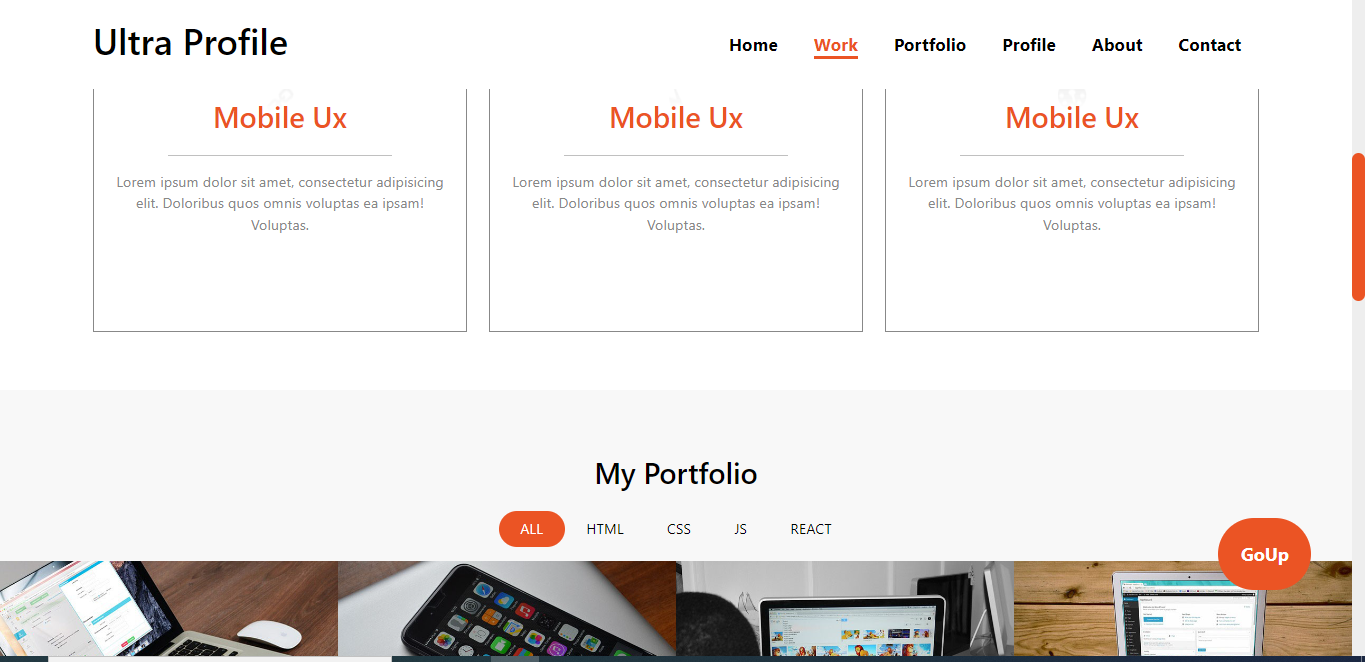 Ultra Profile
Home Work Portfolio Profile About Contact
Mobile Ux
Lorem ipsum dolor sit amet, consectetur adipisicing
elit. Doloribus quos omnis voluptas ea ipsam!
Voluptas.
Mobile Ux
Lorem ipsum dolor sit amet, consectetur adipisicing
elit. Doloribus quos omnis voluptas ea ipsam!
Voluptas.
Mobile Ux
Lorem ipsum dolor sit amet, consectetur adipisicing
elit. Doloribus quos omnis voluptas ea ipsam!
Voluptas.
My Portfolio
ALL HTML CSS JS REACT
GoUp